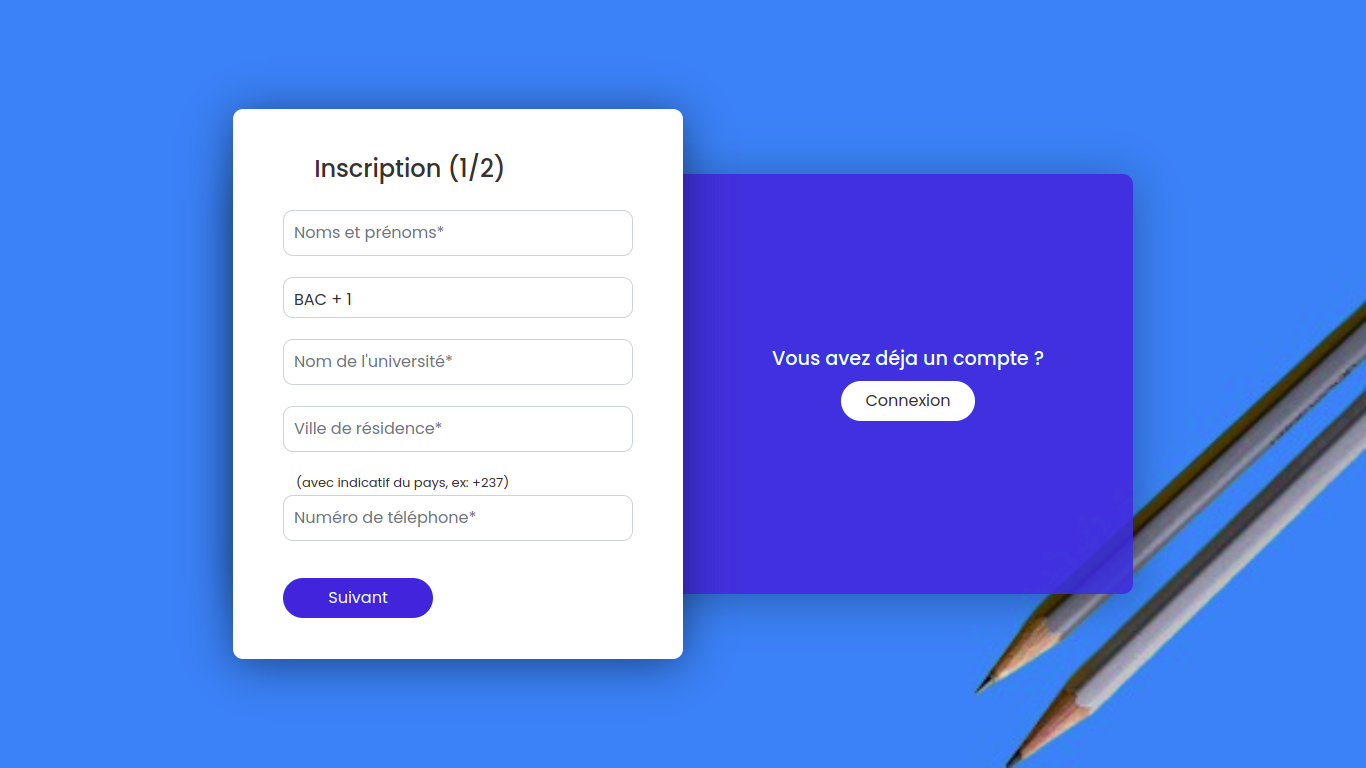 Inscription (1/2)
Noms et prénoms*
BAC + 1
Nom de l'université*
Ville de résidence*
(avec indicatif du pays, ex: +237)
Numéro de téléphone*
Suivant
Vous avez déja un compte ?
Connexion